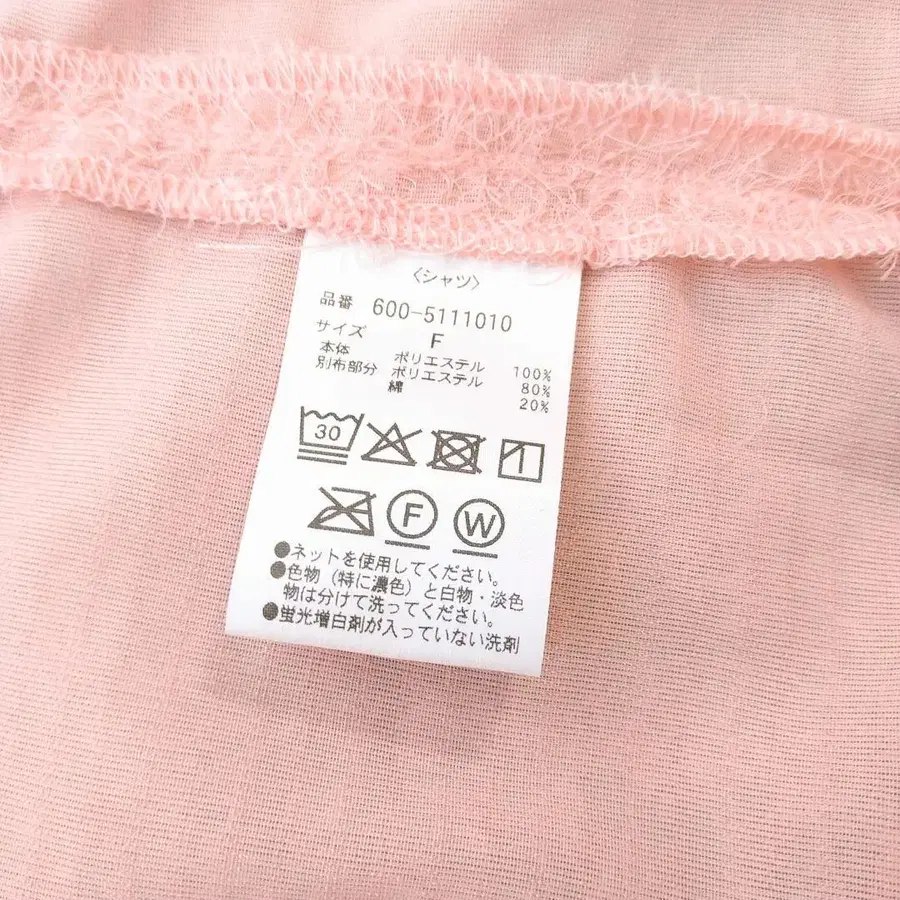 〈シャツ〉
品番 600-5111010
サイズ F
本体 ポリエステル 100%
別布部分 ポリエステル 80%
綿 20%
30
F W
●ネットを使用してください。
●色物(特に濃色)と白物・淡色
物は分けて洗ってください。
●蛍光増白剤が入っていない洗剤